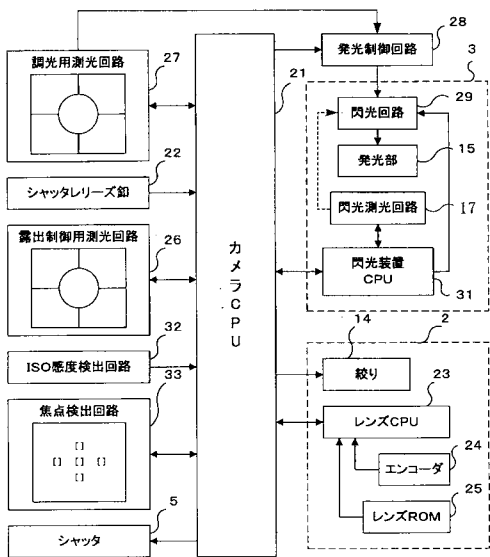 調光用測光回路
27
シャッタレリーズ釦
22
露出制御用測光回路
26
ISO感度検出回路
32
焦点検出回路
33
[]
[] [] []
[]
シャッタ
5
カメラCPU
21
発光制御回路
28
3
閃光回路
29
発光部
15
閃光測光回路
17
閃光装置
CPU
31
2
14
絞り
23
レンズCPU
エンコーダ
24
レンズROM
25